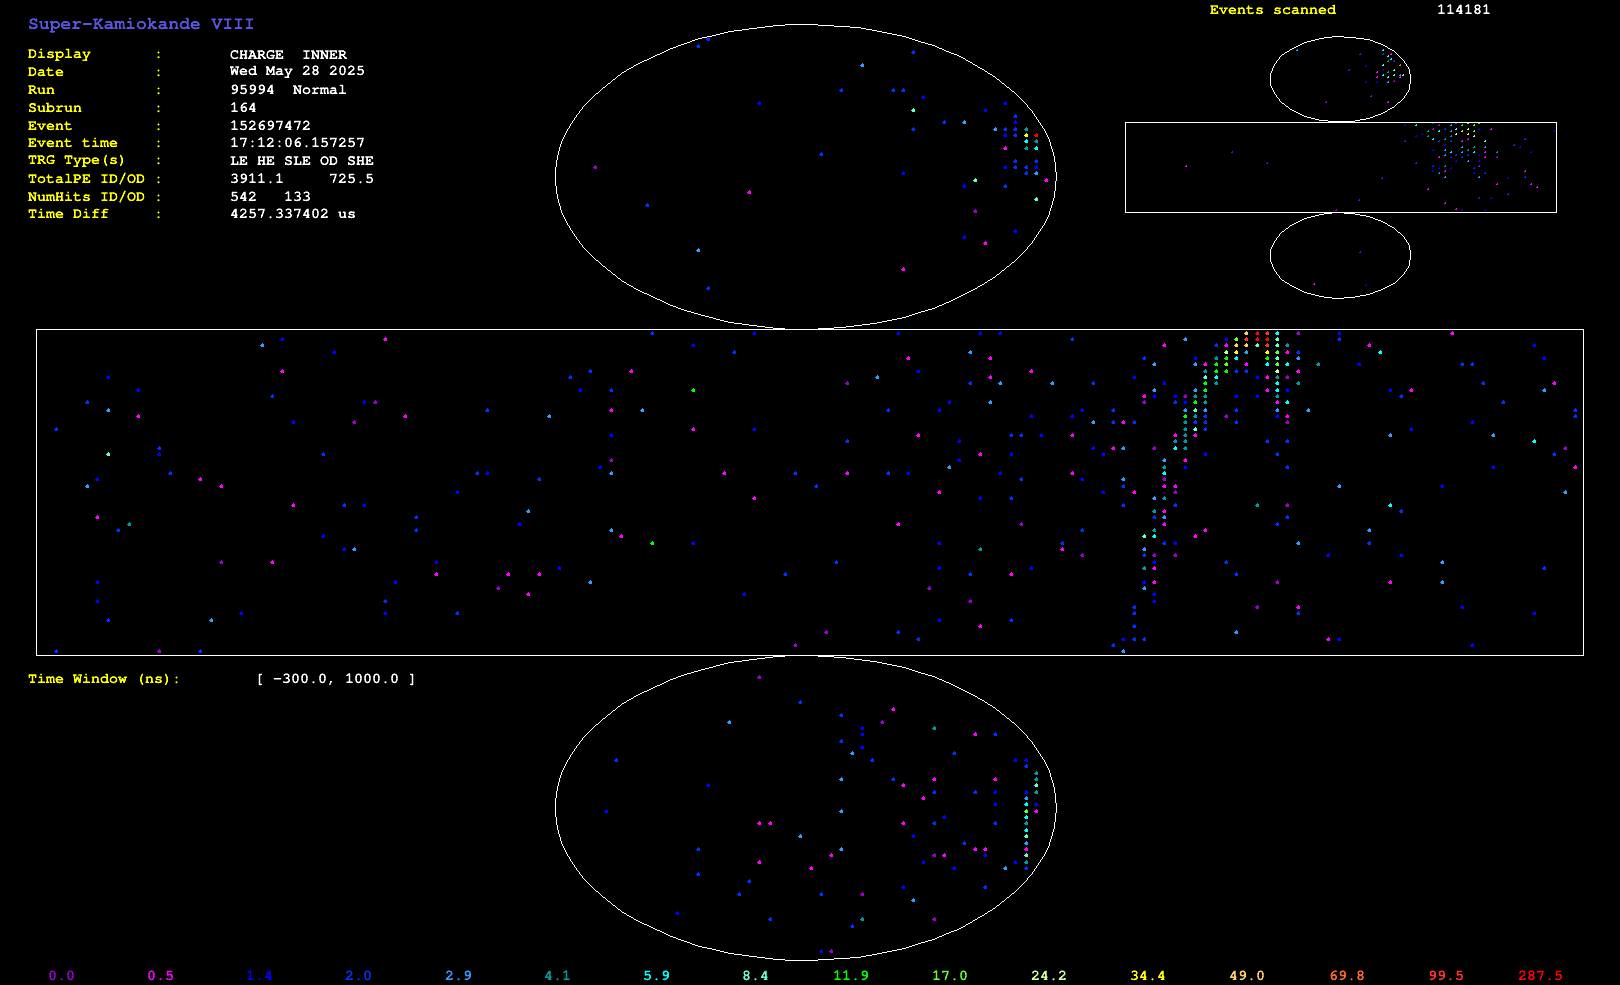 Super-Kamiokande VIII
Events scanned 114181
Display : CHARGE INNER
Date : Wed May 28 2025
Run : 95994 Normal
Subrun : 164
Event : 152697472
Event time : 17:12:06.157257
TRG Type(s) : LE HE SLE OD SHE
TotalPE ID/OD : 3911.1 725.5
NumHits ID/OD : 542 133
Time Diff : 4257.337402 us
Time Window (ns): [ -300.0, 1000.0 ]
0.0 0.5 1.4 2.0 2.9 4.1 5.9 8.4 11.9 17.0 24.2 34.4 49.0 69.8 99.5 287.5